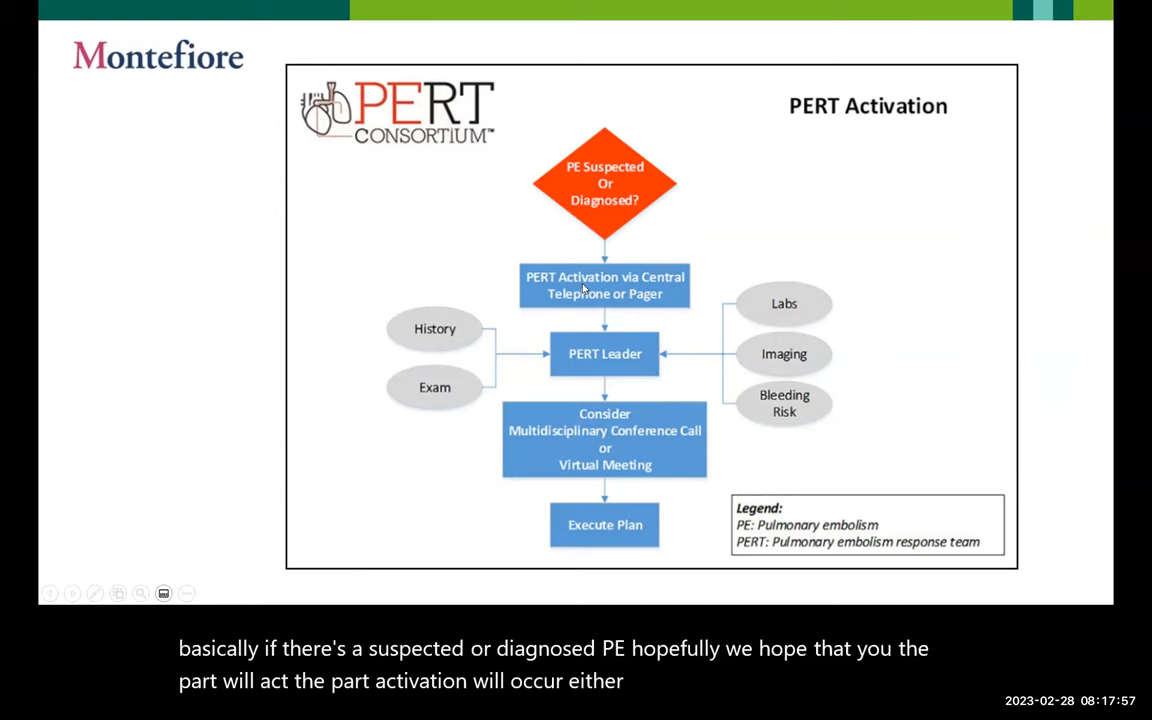 Montefiore
PERT
CONSORTIUM™
PERT Activation
PE Suspected
Or
Diagnosed?
PERT Activation via Central
Telephone or Pager
History
Exam
PERT Leader
Labs
Imaging
Bleeding
Risk
Consider
Multidisciplinary Conference Call
or
Virtual Meeting
Execute Plan
Legend:
PE: Pulmonary embolism
PERT: Pulmonary embolism response team
basically if there's a suspected or diagnosed PE hopefully we hope that you the
part will act the part activation will occur either
2023-02-28 08:17:57